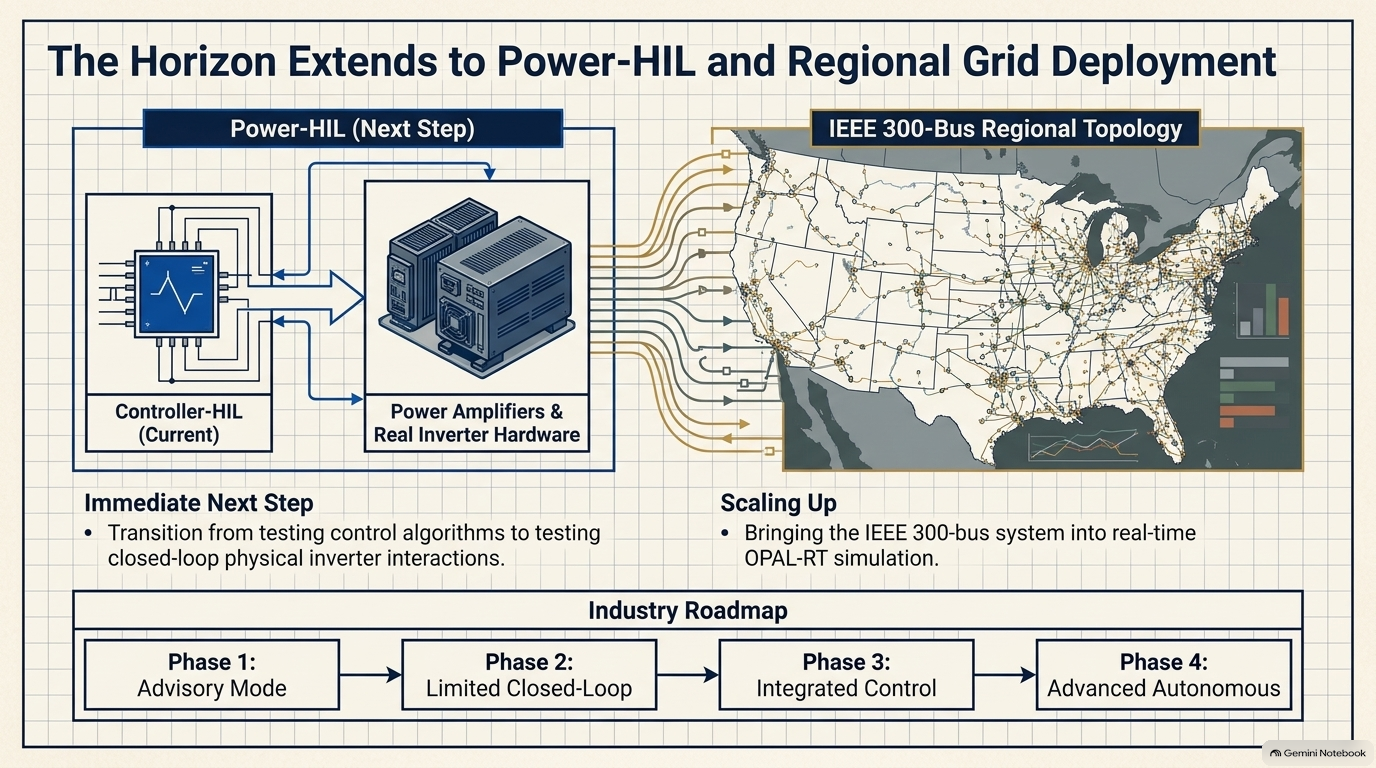 The Horizon Extends to Power-HIL and Regional Grid Deployment
Power-HIL (Next Step)
Controller-HIL
(Current)
Power Amplifiers &
Real Inverter Hardware
IEEE 300-Bus Regional Topology
Immediate Next Step
• Transition from testing control algorithms to testing
closed-loop physical inverter interactions.
Scaling Up
• Bringing the IEEE 300-bus system into real-time
OPAL-RT simulation.
Industry Roadmap
Phase 1:
Advisory Mode
Phase 2:
Limited Closed-Loop
Phase 3:
Integrated Control
Phase 4:
Advanced Autonomous
Gemini Notebook